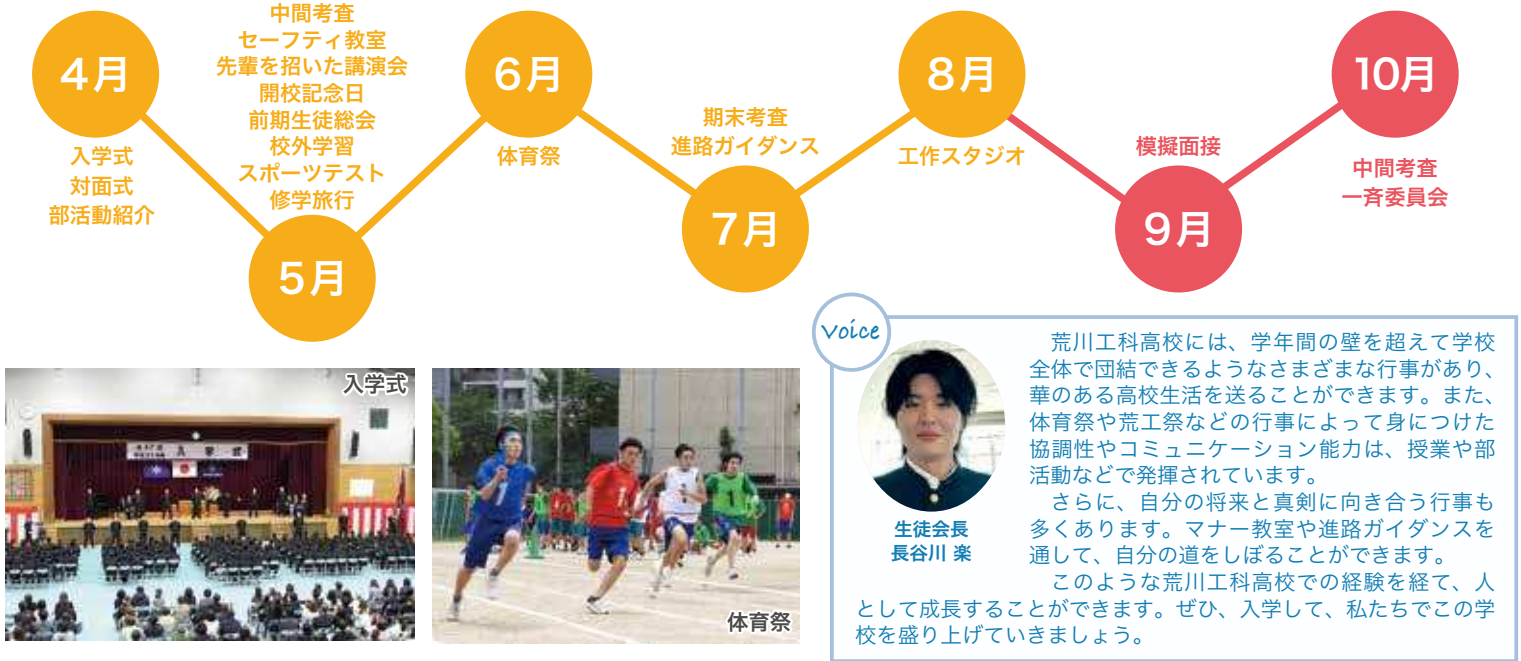 4月
入学式
対面式
部活動紹介
中間考査
セーフティ教室
先輩を招いた講演会
開校記念日
前期生徒総会
校外学習
スポーツテスト
修学旅行
5月
6月
体育祭
期末考査
進路ガイダンス
7月
8月
工作スタジオ
模擬面接
9月
10月
中間考査
一斉委員会
入学式
入学式
体育祭
Voice
生徒会長
長谷川 楽
荒川工科高校には、学年間の壁を超えて学校
全体で団結できるようなさまざまな行事があり、
華のある高校生活を送ることができます。また、
体育祭や荒工祭などの行事によって身につけた
協調性やコミュニケーション能力は、授業や部
活動などで発揮されています。
さらに、自分の将来と真剣に向き合う行事も
多くあります。マナー教室や進路ガイダンスを
通して、自分の道をしぼることができます。
このような荒川工科高校での経験を経て、人
として成長することができます。ぜひ、入学して、私たちでこの学
校を盛り上げていきましょう。